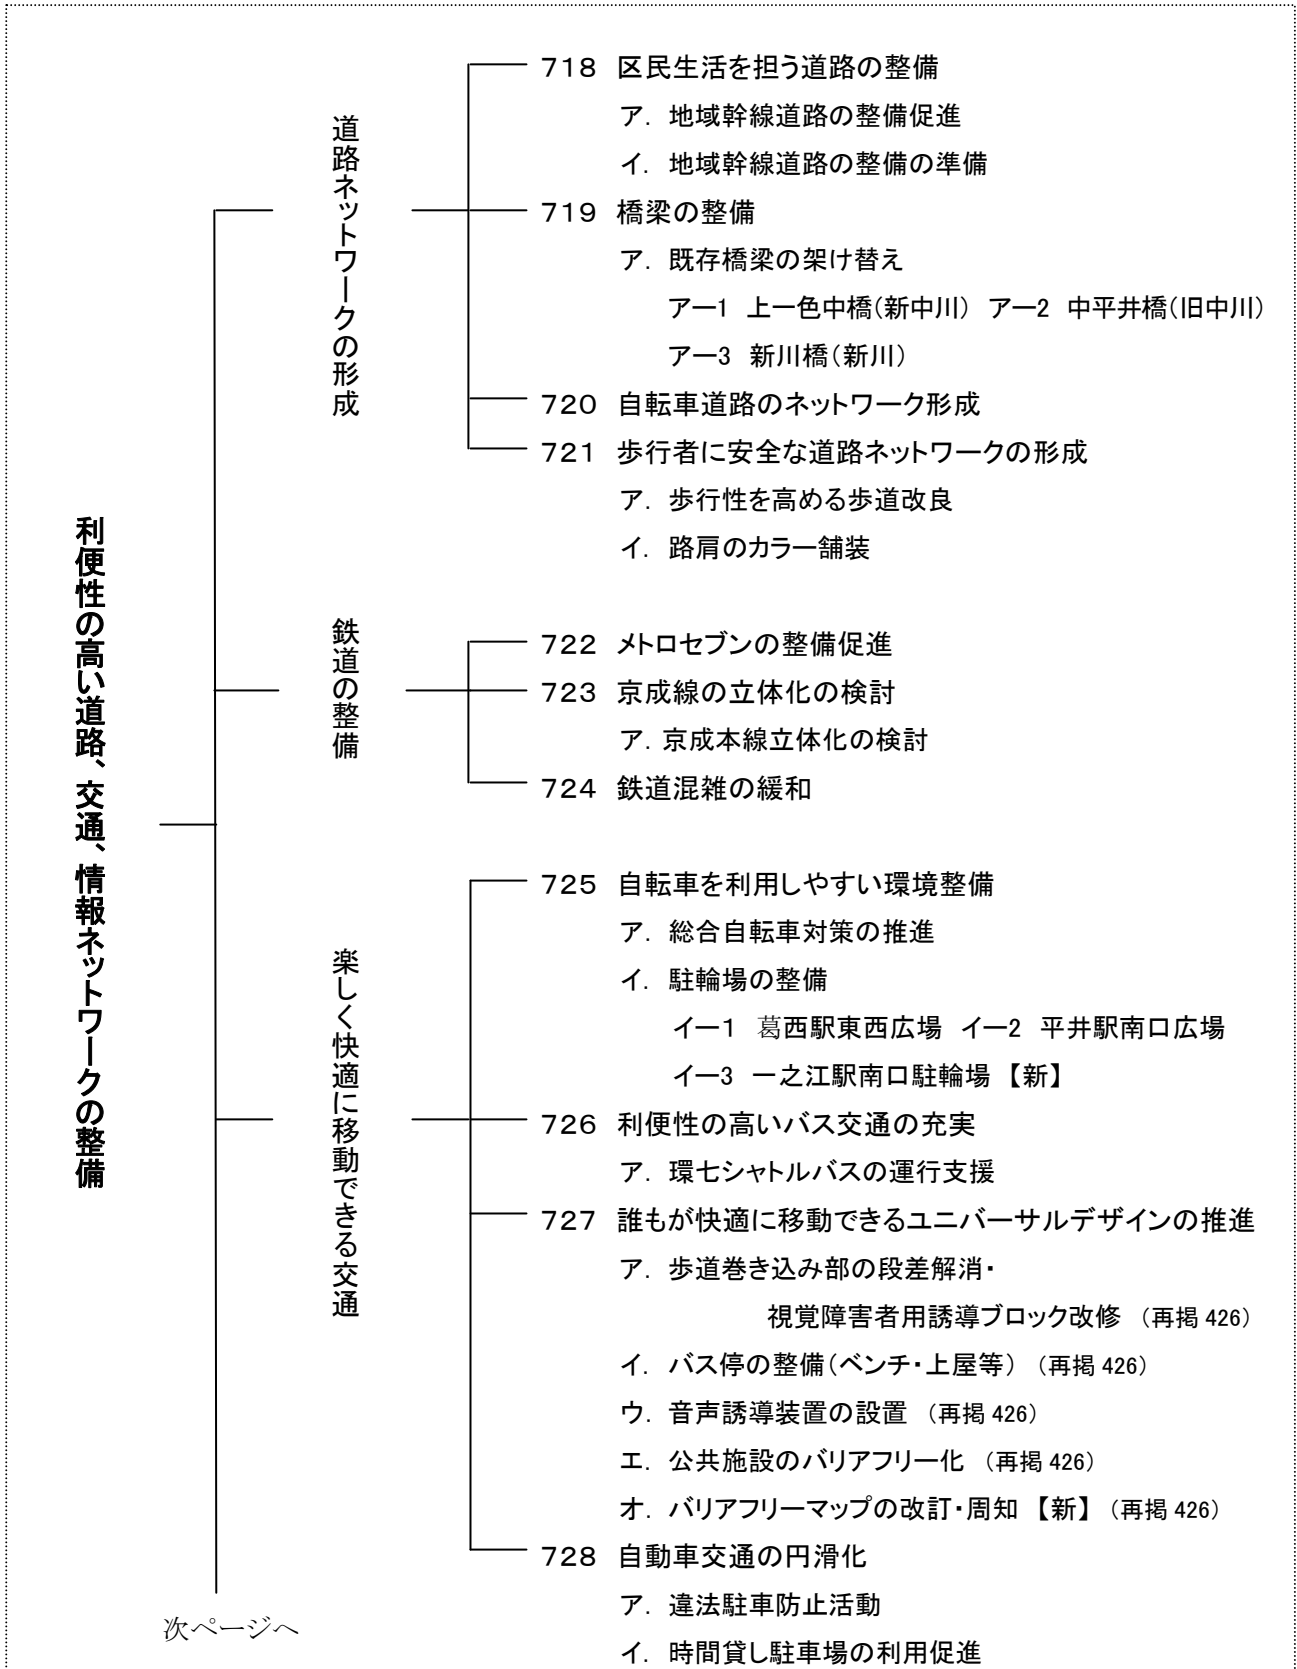 利便性の高い道路、交通、情報ネットワークの整備
道路ネットワークの形成
718 区民生活を担う道路の整備
ア. 地域幹線道路の整備促進
イ. 地域幹線道路の整備の準備
719 橋梁の整備
ア. 既存橋梁の架け替え
アー1 上一色中橋(新中川) アー2 中平井橋(旧中川)
アー3 新川橋(新川)
720 自転車道路のネットワーク形成
721 歩行者に安全な道路ネットワークの形成
ア. 歩行性を高める歩道改良
イ. 路肩のカラー舗装
鉄道の整備
722 メトロセブンの整備促進
723 京成線の立体化の検討
ア. 京成本線立体化の検討
724 鉄道混雑の緩和
楽しく快適に移動できる交通
725 自転車を利用しやすい環境整備
ア. 総合自転車対策の推進
イ. 駐輪場の整備
イー1 葛西駅東西広場 イー2 平井駅南口広場
イー3 一之江駅南口駐輪場 【新】
726 利便性の高いバス交通の充実
ア. 環七シャトルバスの運行支援
727 誰もが快適に移動できるユニバーサルデザインの推進
ア. 歩道巻き込み部の段差解消・
視覚障害者用誘導ブロック改修 (再掲 426)
イ. バス停の整備(ベンチ・上屋等) (再掲 426)
ウ. 音声誘導装置の設置 (再掲 426)
エ. 公共施設のバリアフリー化 (再掲 426)
オ. バリアフリーマップの改訂・周知 【新】 (再掲 426)
728 自動車交通の円滑化
ア. 違法駐車防止活動
イ. 時間貸し駐車場の利用促進
次ページへ